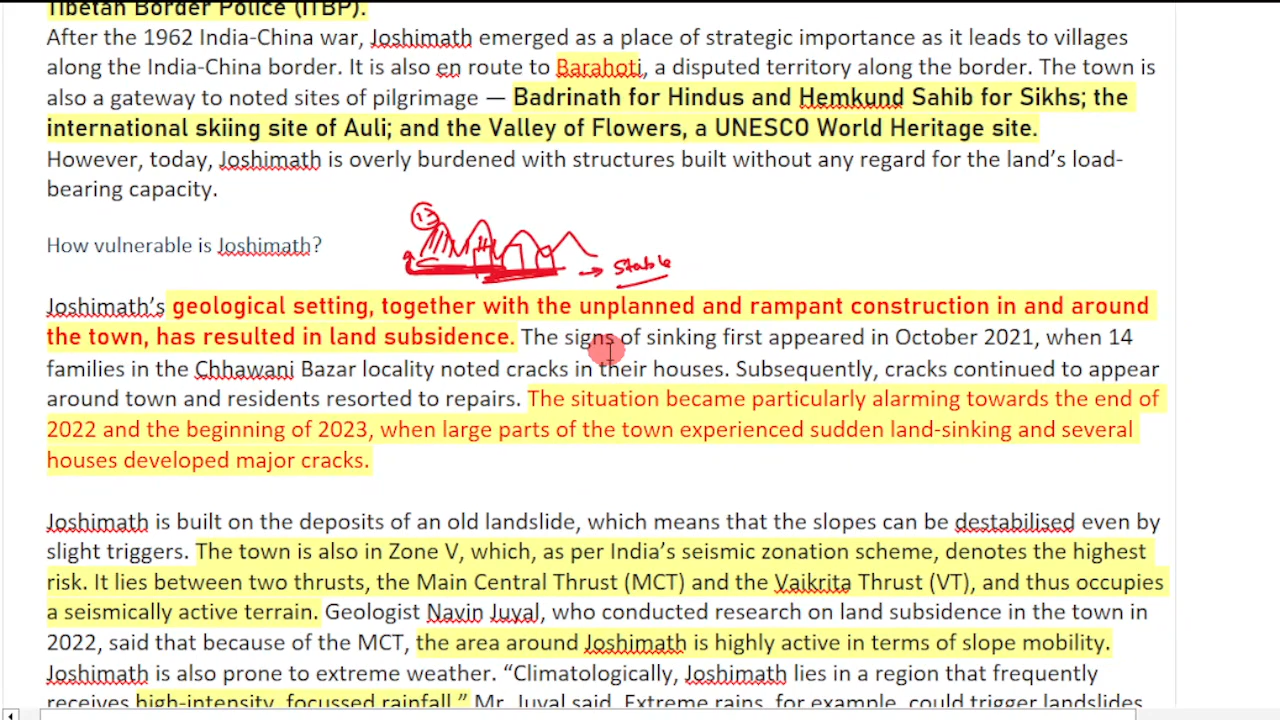 Tibetan Border Police (ITBP).
After the 1962 India-China war, Joshimath emerged as a place of strategic importance as it leads to villages
along the India-China border. It is also en route to Barahoti, a disputed territory along the border. The town is
also a gateway to noted sites of pilgrimage — Badrinath for Hindus and Hemkund Sahib for Sikhs; the
international skiing site of Auli; and the Valley of Flowers, a UNESCO World Heritage site.
However, today, Joshimath is overly burdened with structures built without any regard for the land's load-
bearing capacity.
How vulnerable is Joshimath?
Stable
Joshimath's geological setting, together with the unplanned and rampant construction in and around
the town, has resulted in land subsidence. The signs of sinking first appeared in October 2021, when 14
families in the Chhawani Bazar locality noted cracks in their houses. Subsequently, cracks continued to appear
around town and residents resorted to repairs. The situation became particularly alarming towards the end of
2022 and the beginning of 2023, when large parts of the town experienced sudden land-sinking and several
houses developed major cracks.
Joshimath is built on the deposits of an old landslide, which means that the slopes can be destabilised even by
slight triggers. The town is also in Zone V, which, as per India's seismic zonation scheme, denotes the highest
risk. It lies between two thrusts, the Main Central Thrust (MCT) and the Vaikrita Thrust (VT), and thus occupies
a seismically active terrain. Geologist Navin Juyal, who conducted research on land subsidence in the town in
2022, said that because of the MCT, the area around Joshimath is highly active in terms of slope mobility.
Joshimath is also prone to extreme weather. “Climatologically, Joshimath lies in a region that frequently
receives high-intensity, focussed rainfall,” Mr. Juyal said. Extreme rains, for example, could trigger landslides